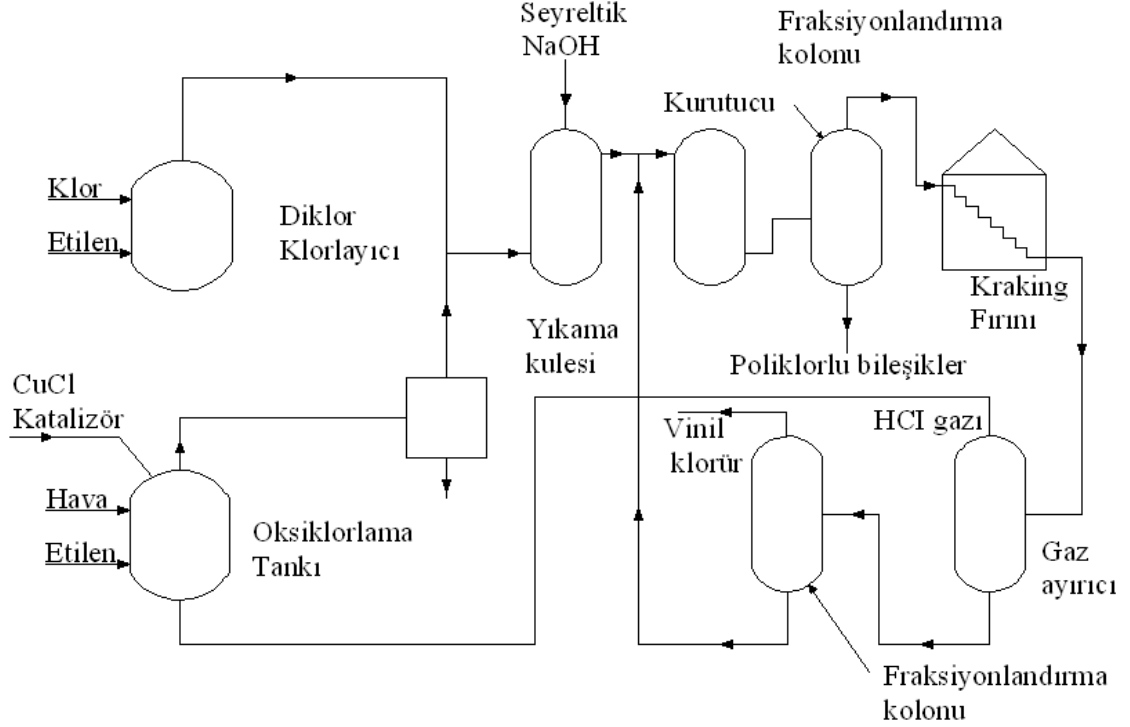 Seyreltik
NaOH
Fraksiyonlandırma
kolonu
Kurutucu
Klor
Etilen
Diklor
Klorlayıcı
Kraking
Fırını
Yıkama
kulesi
Poliklorlu bileşikler
CuCl
Katalizör
Vinil
klorür
HCI gazı
Hava
Etilen
Oksiklorlama
Tankı
Gaz
ayırıcı
Fraksiyonlandırma
kolonu